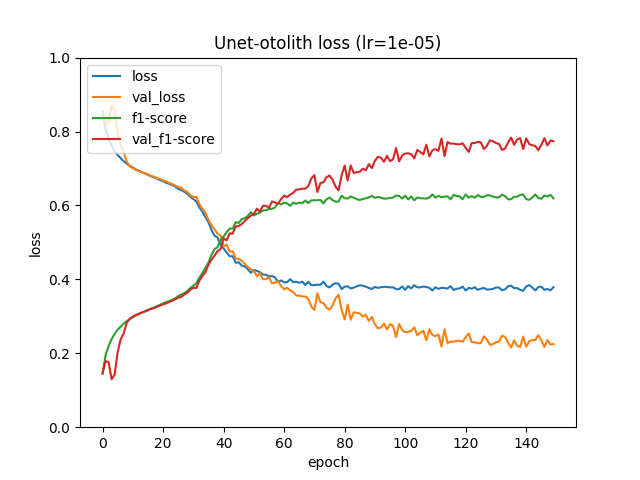 Unet-otolith loss (lr=1e-05)
loss
val_loss
f1-score
val_f1-score
1.0
0.8
0.6
0.4
0.2
0.0
loss
0 20 40 60 80 100 120 140
epoch